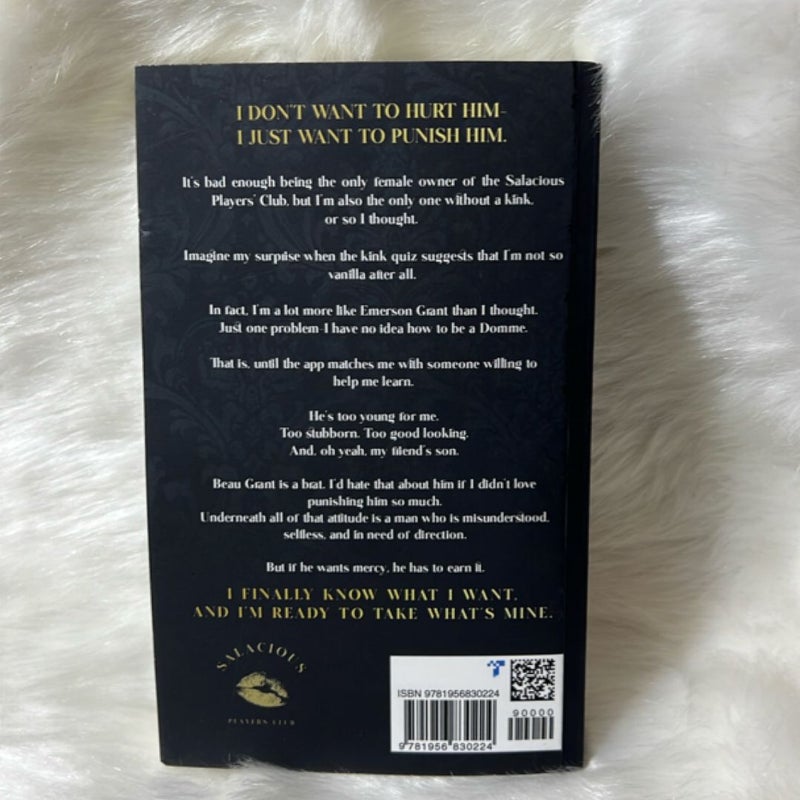 I DON'T WANT TO HURT HIM-
I JUST WANT TO PUNISH HIM.
It's bad enough being the only female owner of the Salacious
Players' Club, but I'm also the only one without a kink,
or so I thought.
Imagine my surprise when the kink quiz suggests that I'm not so
vanilla after all.
In fact, I'm a lot more like Emerson Grant than I thought.
Just one problem-I have no idea how to be a Domme.
That is, until the app matches me with someone willing to
help me learn.
He's too young for me.
Too stubborn. Too good looking.
And, oh yeah, my friend's son.
Beau Grant is a brat. I'd hate that about him if I didn't love
punishing him so much.
Underneath all of that attitude is a man who is misunderstood,
selfless, and in need of direction.
But if he wants mercy, he has to earn it.
I FINALLY KNOW WHAT I WANT.
AND I'M READY TO TAKE WHAT'S MINE.
SALACIOUS
PLAYERS' CLUB
ISBN 9781956830224
90000
9 781956 830224